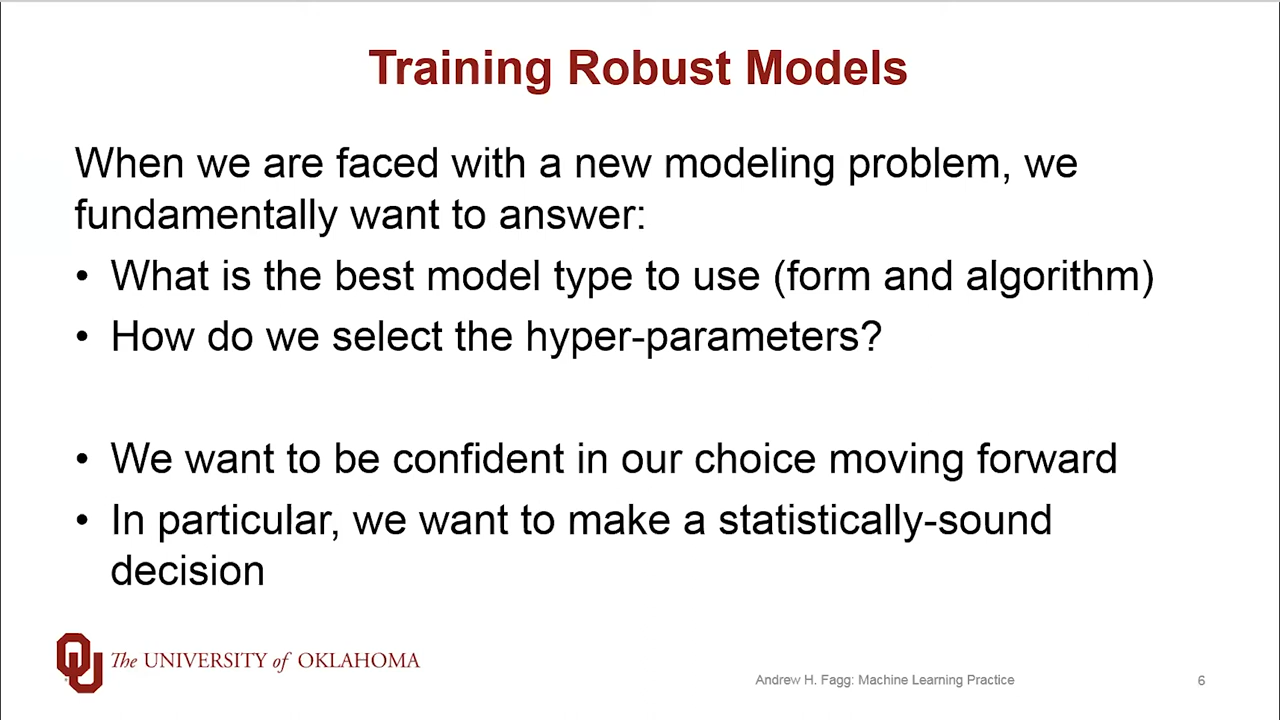 Training Robust Models
When we are faced with a new modeling problem, we
fundamentally want to answer:
• What is the best model type to use (form and algorithm)
• How do we select the hyper-parameters?
• We want to be confident in our choice moving forward
• In particular, we want to make a statistically-sound
decision
The UNIVERSITY of OKLAHOMA
Andrew H. Fagg: Machine Learning Practice
6